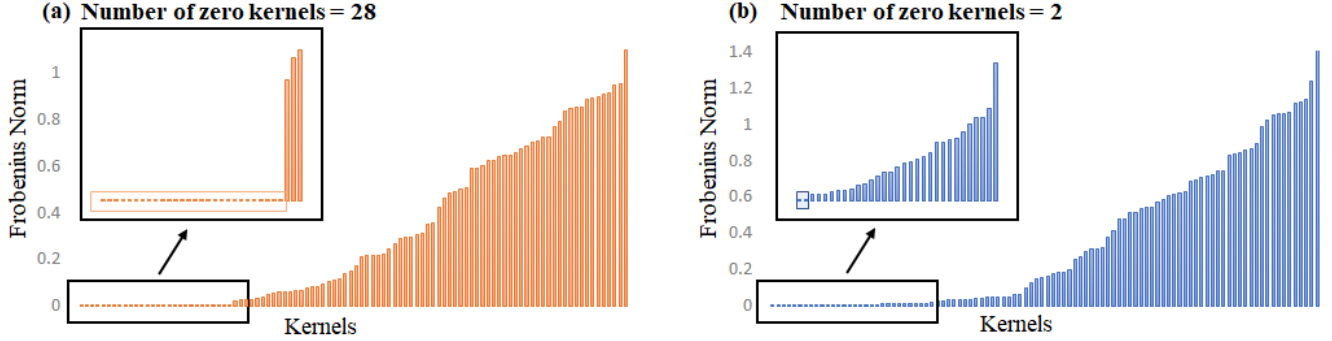 (a) Number of zero kernels = 28
Frobenius Norm
1
0.8
0.6
0.4
0.2
0
Kernels
(b) Number of zero kernels = 2
Frobenius Norm
1.4
1.2
1
0.8
0.6
0.4
0.2
0
Kernels